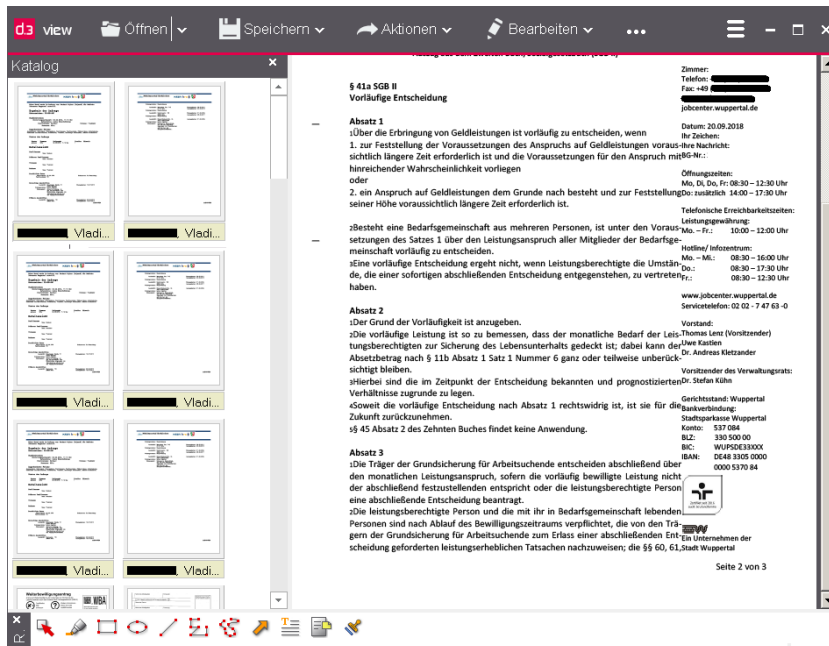 d.3 view
Öffnen
Speichern
Aktionen
Bearbeiten
Katalog
, Vladi...
, Vladi...
, Vladi...
, Vladi...
, Vladi...
, Vladi...
WBA
§ 41a SGB II
Vorläufige Entscheidung
Absatz 1
1Über die Erbringung von Geldleistungen ist vorläufig zu entscheiden, wenn
1. zur Feststellung der Voraussetzungen des Anspruchs auf Geldleistungen voraus-
sichtlich längere Zeit erforderlich ist und die Voraussetzungen für den Anspruch mit
hinreichender Wahrscheinlichkeit vorliegen
oder
2. ein Anspruch auf Geldleistungen dem Grunde nach besteht und zur Feststellung
seiner Höhe voraussichtlich längere Zeit erforderlich ist.
2Besteht eine Bedarfsgemeinschaft aus mehreren Personen, ist unter den Voraus-
setzungen des Satzes 1 über den Leistungsanspruch aller Mitglieder der Bedarfsge-
meinschaft vorläufig zu entscheiden.
3Eine vorläufige Entscheidung ergeht nicht, wenn Leistungsberechtigte die Umstän-
de, die einer sofortigen abschließenden Entscheidung entgegenstehen, zu vertreten
haben.
Absatz 2
1Der Grund der Vorläufigkeit ist anzugeben.
2Die vorläufige Leistung ist so zu bemessen, dass der monatliche Bedarf der Leis-
tungsberechtigten zur Sicherung des Lebensunterhalts gedeckt ist; dabei kann der
Absetzbetrag nach § 11b Absatz 1 Satz 1 Nummer 6 ganz oder teilweise unberück-
sichtigt bleiben.
3Hierbei sind die im Zeitpunkt der Entscheidung bekannten und prognostizierten
Verhältnisse zugrunde zu legen.
4Soweit die vorläufige Entscheidung nach Absatz 1 rechtswidrig ist, ist sie für die
Zukunft zurückzunehmen.
5§ 45 Absatz 2 des Zehnten Buches findet keine Anwendung.
Absatz 3
1Die Träger der Grundsicherung für Arbeitsuchende entscheiden abschließend über
den monatlichen Leistungsanspruch, sofern die vorläufig bewilligte Leistung nicht
der abschließend festzustellenden entspricht oder die leistungsberechtigte Person
eine abschließende Entscheidung beantragt.
2Die leistungsberechtigte Person und die mit ihr in Bedarfsgemeinschaft lebenden
Personen sind nach Ablauf des Bewilligungszeitraums verpflichtet, die von den Trä-
gern der Grundsicherung für Arbeitsuchende zum Erlass einer abschließenden Ent-
scheidung geforderten leistungserheblichen Tatsachen nachzuweisen; die §§ 60, 61,
Zimmer:
Telefon:
Fax: +49
jobcenter.wuppertal.de
Datum: 20.09.2018
Ihr Zeichen:
Ihre Nachricht:
BG-Nr.:
Öffnungszeiten:
Mo, Di, Do, Fr: 08:30 – 12:30 Uhr
Do: zusätzlich 14:00 – 17:30 Uhr
Telefonische Erreichbarkeitszeiten:
Leistungsgewährung:
Mo. – Fr.: 10:00 – 12:00 Uhr
Hotline/ Infozentrum:
Mo. – Mi.: 08:30 – 16:00 Uhr
Do.: 08:30 – 17:30 Uhr
Fr.: 08:30 – 12:30 Uhr
www.jobcenter.wuppertal.de
Servicetelefon: 02 02 - 7 47 63 -0
Vorstand:
Thomas Lenz (Vorsitzender)
Uwe Kastien
Dr. Andreas Kletzander
Vorsitzender des Verwaltungsrats:
Dr. Stefan Kühn
Gerichtsstand: Wuppertal
Bankverbindung:
Stadtsparkasse Wuppertal
Konto: 537 084
BLZ: 330 500 00
BIC: WUPSDE33XXX
IBAN: DE48 3305 0000
0000 5370 84
Ein Unternehmen der
Stadt Wuppertal
Seite 2 von 3